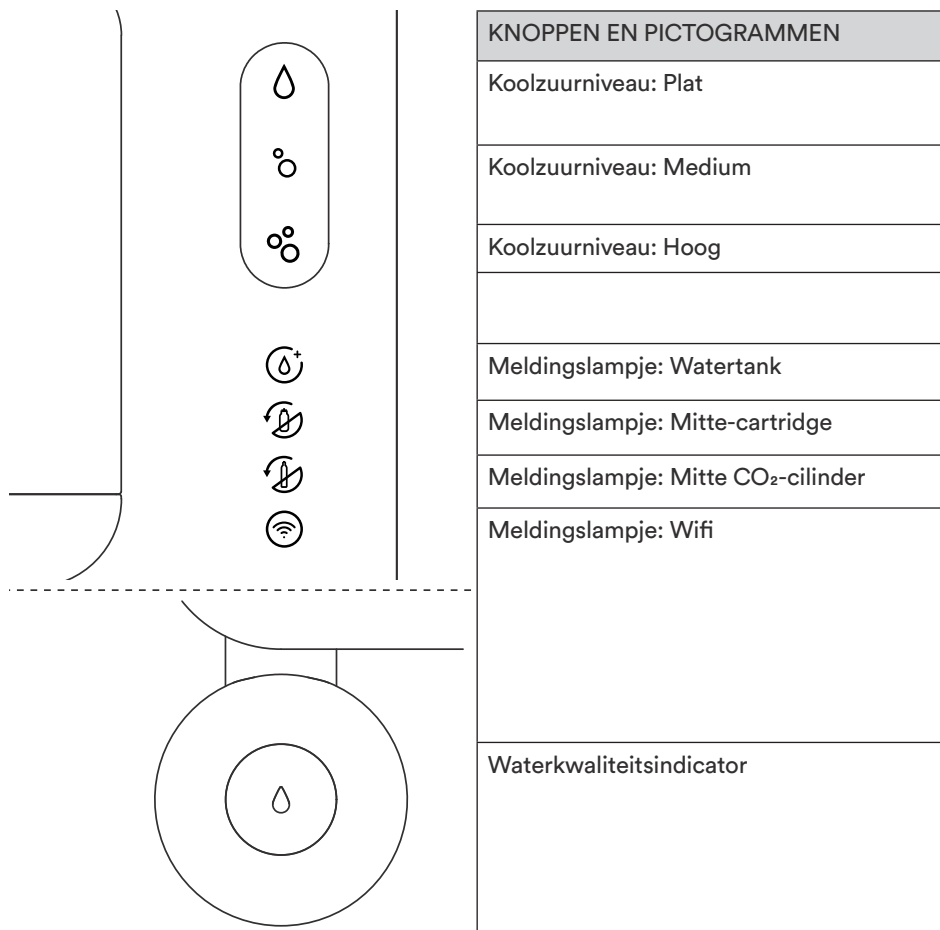 KNOPPEN EN PICTOGRAMMEN
Koolzuurniveau: Plat
Koolzuurniveau: Medium
Koolzuurniveau: Hoog
Meldingslampje: Watertank
Meldingslampje: Mitte-cartridge
Meldingslampje: Mitte CO₂-cilinder
Meldingslampje: Wifi
Waterkwaliteitsindicator